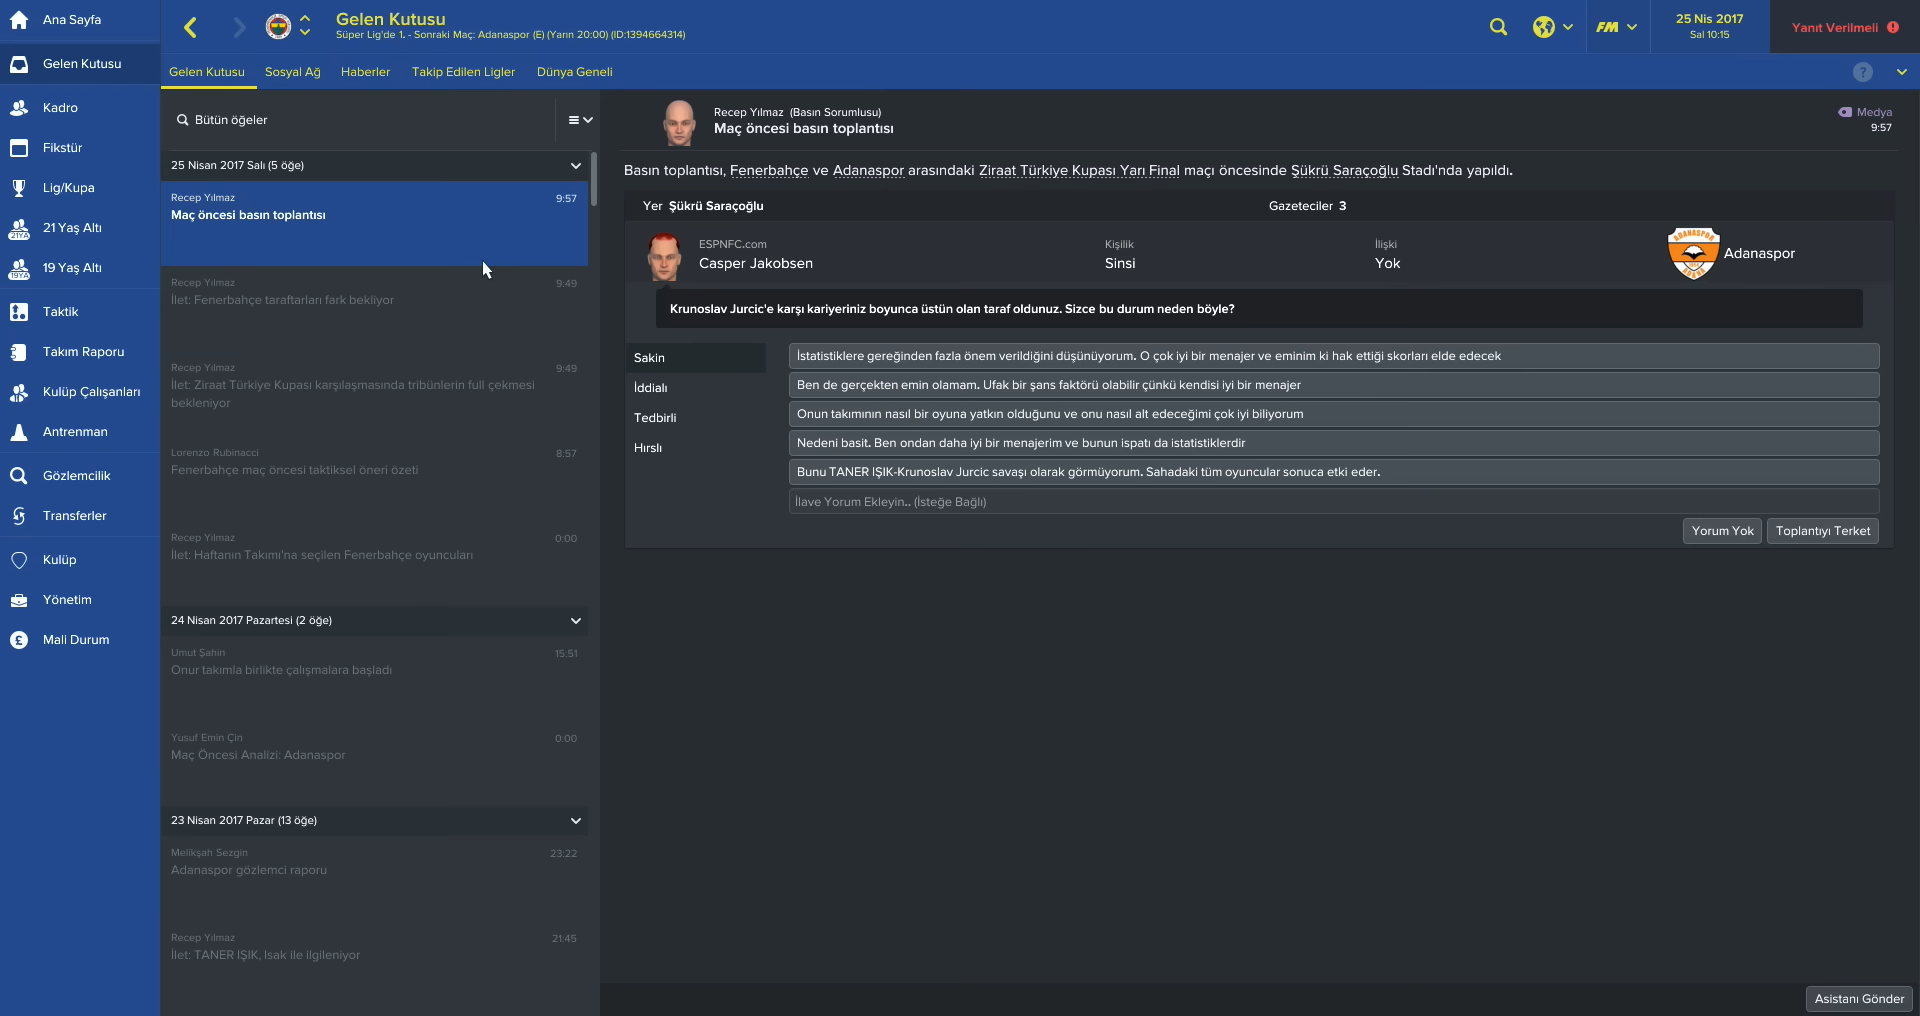 Ana Sayfa
Gelen Kutusu
Kadro
Fikstür
Lig/Kupa
21 Yaş Altı
19 Yaş Altı
Taktik
Takım Raporu
Kulüp Çalışanları
Antrenman
Gözlemcilik
Transferler
Kulüp
Yönetim
Mali Durum
Gelen Kutusu
Süper Lig'de 1. - Sonraki Maç: Adanaspor (E) (Yarın 20:00) (ID:1394664314)
FM
25 Nis 2017
Sal 10:15
Yanıt Verilmeli
Gelen Kutusu Sosyal Ağ Haberler Takip Edilen Ligler Dünya Geneli
?
Bütün öğeler
25 Nisan 2017 Salı (5 öğe)
Recep Yılmaz 9:57
Maç öncesi basın toplantısı
Recep Yılmaz 9:49
İlet: Fenerbahçe taraftarları fark bekliyor
Recep Yılmaz 9:49
İlet: Ziraat Türkiye Kupası karşılaşmasında tribünlerin full çekmesi
bekleniyor
Lorenzo Rubinacci 8:57
Fenerbahçe maç öncesi taktiksel öneri özeti
Recep Yılmaz 0:00
İlet: Haftanın Takımı'na seçilen Fenerbahçe oyuncuları
24 Nisan 2017 Pazartesi (2 öğe)
Umut Şahin 15:51
Onur takımla birlikte çalışmalara başladı
Yusuf Emin Çin 0:00
Maç Öncesi Analizi: Adanaspor
23 Nisan 2017 Pazar (13 öğe)
Melikşah Sezgin 23:22
Adanaspor gözlemci raporu
Recep Yılmaz 21:45
İlet: TANER IŞIK, Isak ile ilgileniyor
Recep Yılmaz (Basın Sorumlusu)
Maç öncesi basın toplantısı
Medya
9:57
Basın toplantısı, Fenerbahçe ve Adanaspor arasındaki Ziraat Türkiye Kupası Yarı Final maçı öncesinde Şükrü Saraçoğlu Stadı'nda yapıldı.
Yer Şükrü Saraçoğlu Gazeteciler 3
ESPNFC.com Kişilik İlişki
Casper Jakobsen Sinsi Yok
ADANASPOR
Adanaspor
Krunoslav Jurcic'e karşı kariyeriniz boyunca üstün olan taraf oldunuz. Sizce bu durum neden böyle?
Sakin
İddialı
Tedbirli
Hırslı
İstatistiklere gereğinden fazla önem verildiğini düşünüyorum. O çok iyi bir menajer ve eminim ki hak ettiği skorları elde edecek
Ben de gerçekten emin olamam. Ufak bir şans faktörü olabilir çünkü kendisi iyi bir menajer
Onun takımının nasıl bir oyuna yatkın olduğunu ve onu nasıl alt edeceğimi çok iyi biliyorum
Nedeni basit. Ben ondan daha iyi bir menajerim ve bunun ispatı da istatistiklerdir
Bunu TANER IŞIK-Krunoslav Jurcic savaşı olarak görmüyorum. Sahadaki tüm oyuncular sonuca etki eder.
İlave Yorum Ekleyin.. (İsteğe Bağlı)
Yorum Yok Toplantıyı Terket
Asistanı Gönder